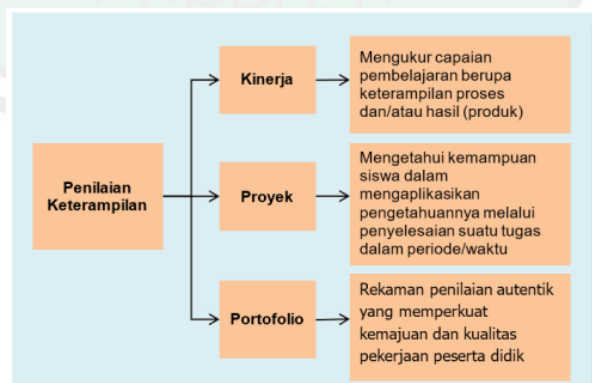 Penilaian
Keterampilan
Kinerja
Mengukur capaian
pembelajaran berupa
keterampilan proses
dan/atau hasil (produk)
Proyek
Mengetahui kemampuan
siswa dalam
mengaplikasikan
pengetahuannya melalui
penyelesaian suatu tugas
dalam periode/waktu
Portofolio
Rekaman penilaian autentik
yang memperkuat
kemajuan dan kualitas
pekerjaan peserta didik